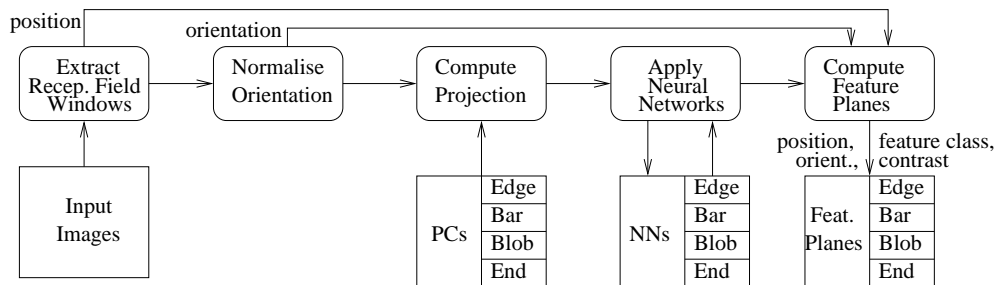 position
orientation
Extract
Recep. Field
Windows
Normalise
Orientation
Compute
Projection
Apply
Neural
Networks
Compute
Feature
Planes
position,
orient.,
feature class,
contrast
Input
Images
PCs
Edge
Bar
Blob
End
NNs
Edge
Bar
Blob
End
Feat.
Planes
Edge
Bar
Blob
End